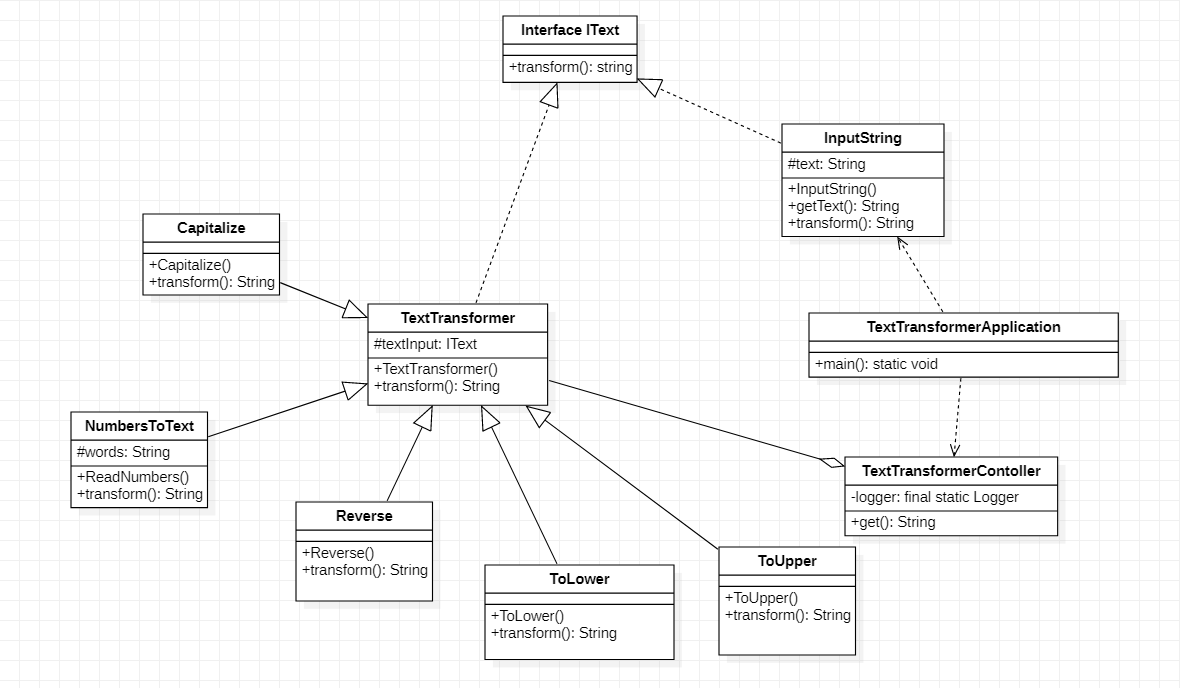 Interface IText
+transform(): string
InputString
#text: String
+InputString()
+getText(): String
+transform(): String
Capitalize
+Capitalize()
+transform(): String
TextTransformer
#textInput: IText
+TextTransformer()
+transform(): String
TextTransformerApplication
+main(): static void
NumbersToText
#words: String
+ReadNumbers()
+transform(): String
TextTransformerContoller
-logger: final static Logger
+get(): String
Reverse
+Reverse()
+transform(): String
ToLower
+ToLower()
+transform(): String
ToUpper
+ToUpper()
+transform(): String